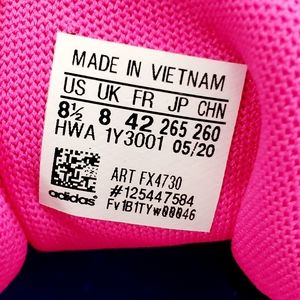 MADE IN VIETNAM
US UK FR JP CHN
8½ 8 42 265 260
HWA 1Y3001 05/20
ART FX4730
#125447584
Fv1B1TYw00046
adidas